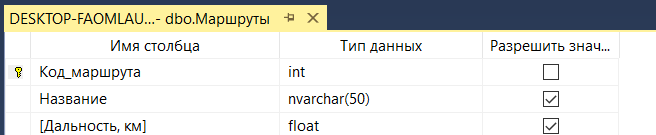 DESKTOP-FAOMLAU...- dbo.Маршруты
Имя столбца Тип данных Разрешить знач...
Код_маршрута int
Название nvarchar(50)
[Дальность, км] float